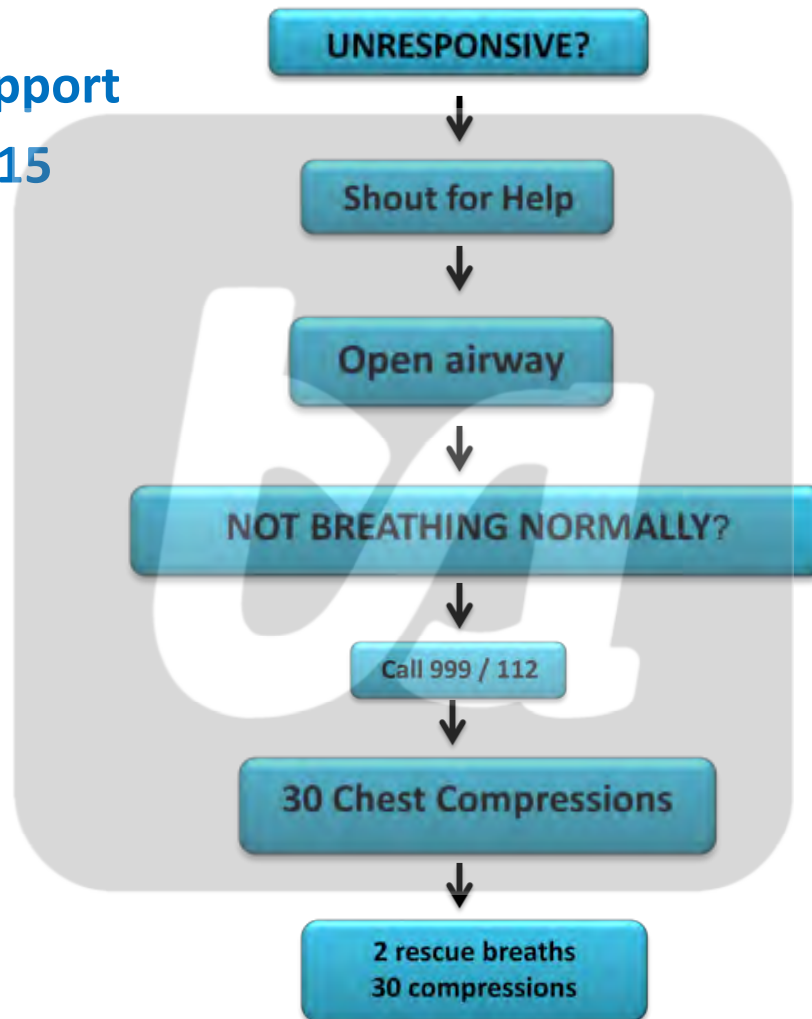 UNRESPONSIVE?
pport
15
Shout for Help
Open airway
NOT BREATHING NORMALLY?
Call 999 / 112
30 Chest Compressions
2 rescue breaths
30 compressions